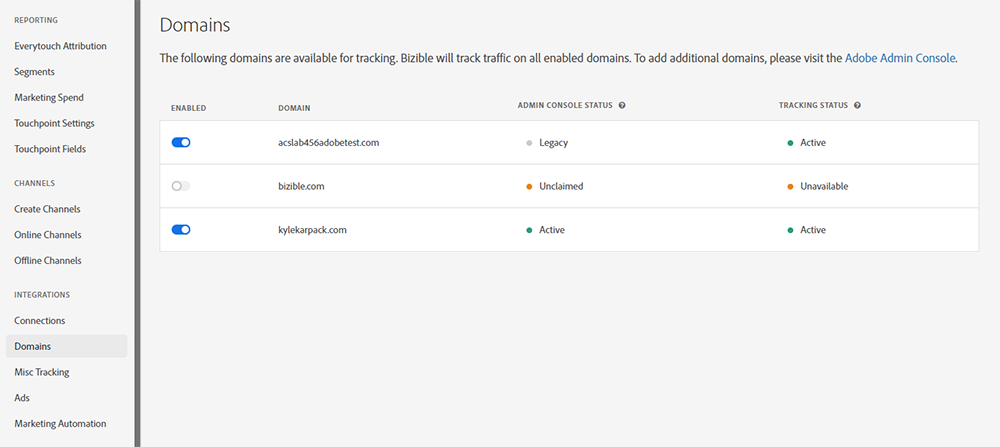 REPORTING
Everytouch Attribution
Segments
Marketing Spend
Touchpoint Settings
Touchpoint Fields
CHANNELS
Create Channels
Online Channels
Offline Channels
INTEGRATIONS
Connections
Domains
Misc Tracking
Ads
Marketing Automation
Domains
The following domains are available for tracking. Bizible will track traffic on all enabled domains. To add additional domains, please visit the Adobe Admin Console.
ENABLED DOMAIN ADMIN CONSOLE STATUS ? TRACKING STATUS ?
acslab456adobetest.com Legacy Active
bizible.com Unclaimed Unavailable
kylekarpack.com Active Active